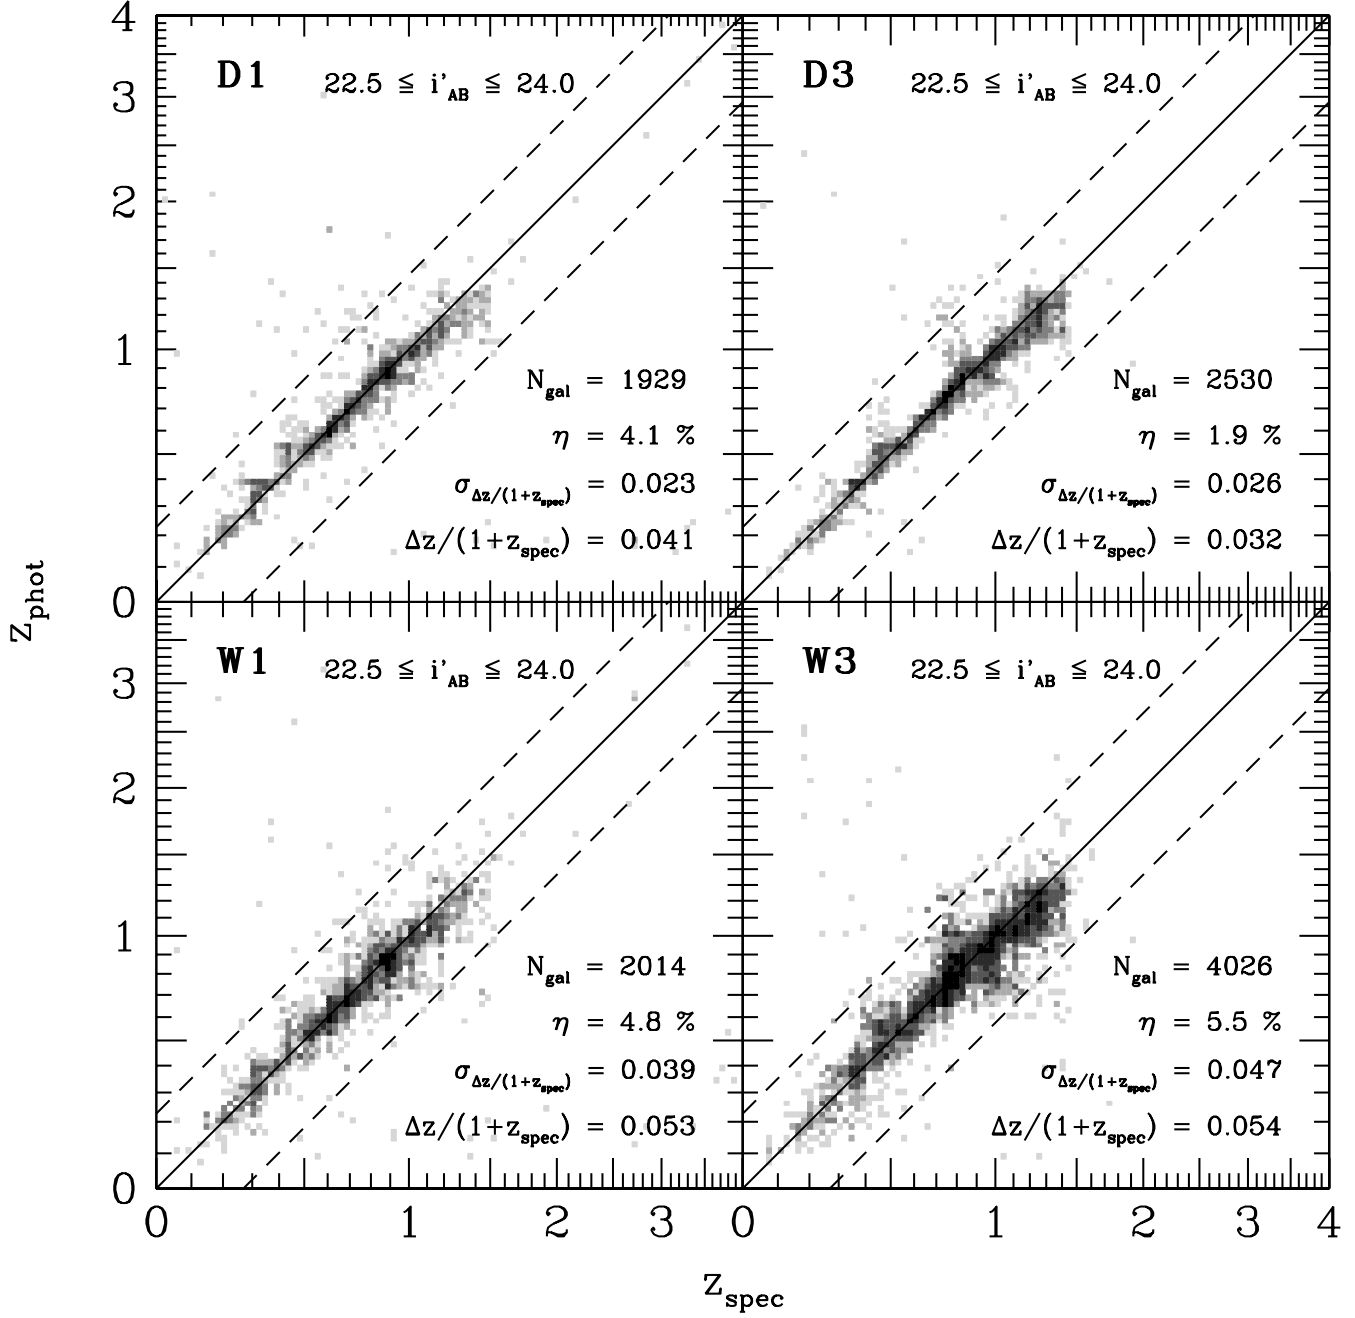 4
D1 22.5 ≦ i'AB ≦ 24.0
D3 22.5 ≦ i'AB ≦ 24.0
3
2
1
Ngal = 1929
η = 4.1 %
σΔz/(1+zspec) = 0.023
Δz/(1+zspec) = 0.041
Ngal = 2530
η = 1.9 %
σΔz/(1+zspec) = 0.026
Δz/(1+zspec) = 0.032
0
zphot
W1 22.5 ≦ i'AB ≦ 24.0
W3 22.5 ≦ i'AB ≦ 24.0
3
2
1
Ngal = 2014
η = 4.8 %
σΔz/(1+zspec) = 0.039
Δz/(1+zspec) = 0.053
Ngal = 4026
η = 5.5 %
σΔz/(1+zspec) = 0.047
Δz/(1+zspec) = 0.054
0
0 1 2 3 0 1 2 3 4
zspec